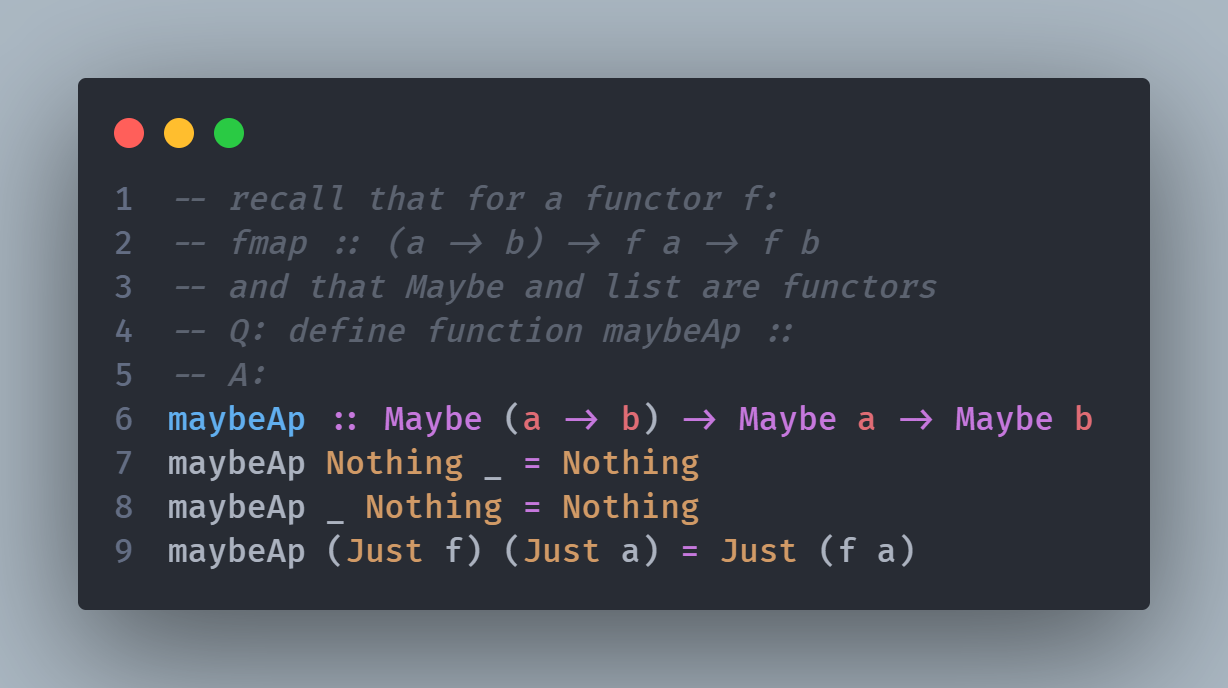 1 -- recall that for a functor f:
2 -- fmap :: (a -> b) -> f a -> f b
3 -- and that Maybe and list are functors
4 -- Q: define function maybeAp ::
5 -- A:
6 maybeAp :: Maybe (a -> b) -> Maybe a -> Maybe b
7 maybeAp Nothing _ = Nothing
8 maybeAp _ Nothing = Nothing
9 maybeAp (Just f) (Just a) = Just (f a)